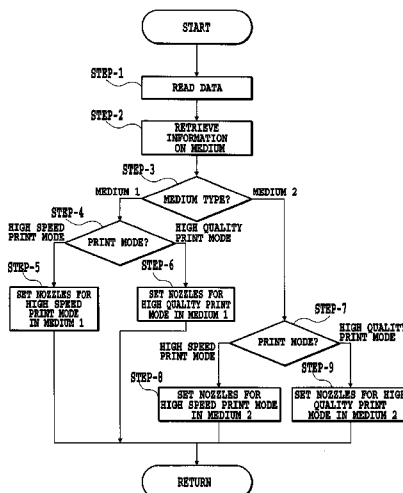 START
STEP-1
READ DATA
STEP-2
RETRIEVE
INFORMATION
ON MEDIUM
STEP-3
MEDIUM 1
MEDIUM TYPE?
MEDIUM 2
STEP-4
HIGH SPEED
PRINT MODE
PRINT MODE?
HIGH QUALITY
PRINT MODE
STEP-5
SET NOZZLES FOR
HIGH SPEED
PRINT MODE
IN MEDIUM 1
STEP-6
SET NOZZLES FOR
HIGH QUALITY PRINT
MODE IN MEDIUM 1
STEP-7
HIGH SPEED
PRINT MODE
PRINT MODE?
HIGH QUALITY
PRINT MODE
STEP-8
SET NOZZLES FOR
HIGH SPEED PRINT MODE
IN MEDIUM 2
STEP-9
SET NOZZLES FOR HIGH
QUALITY PRINT
MODE IN MEDIUM 2
RETURN